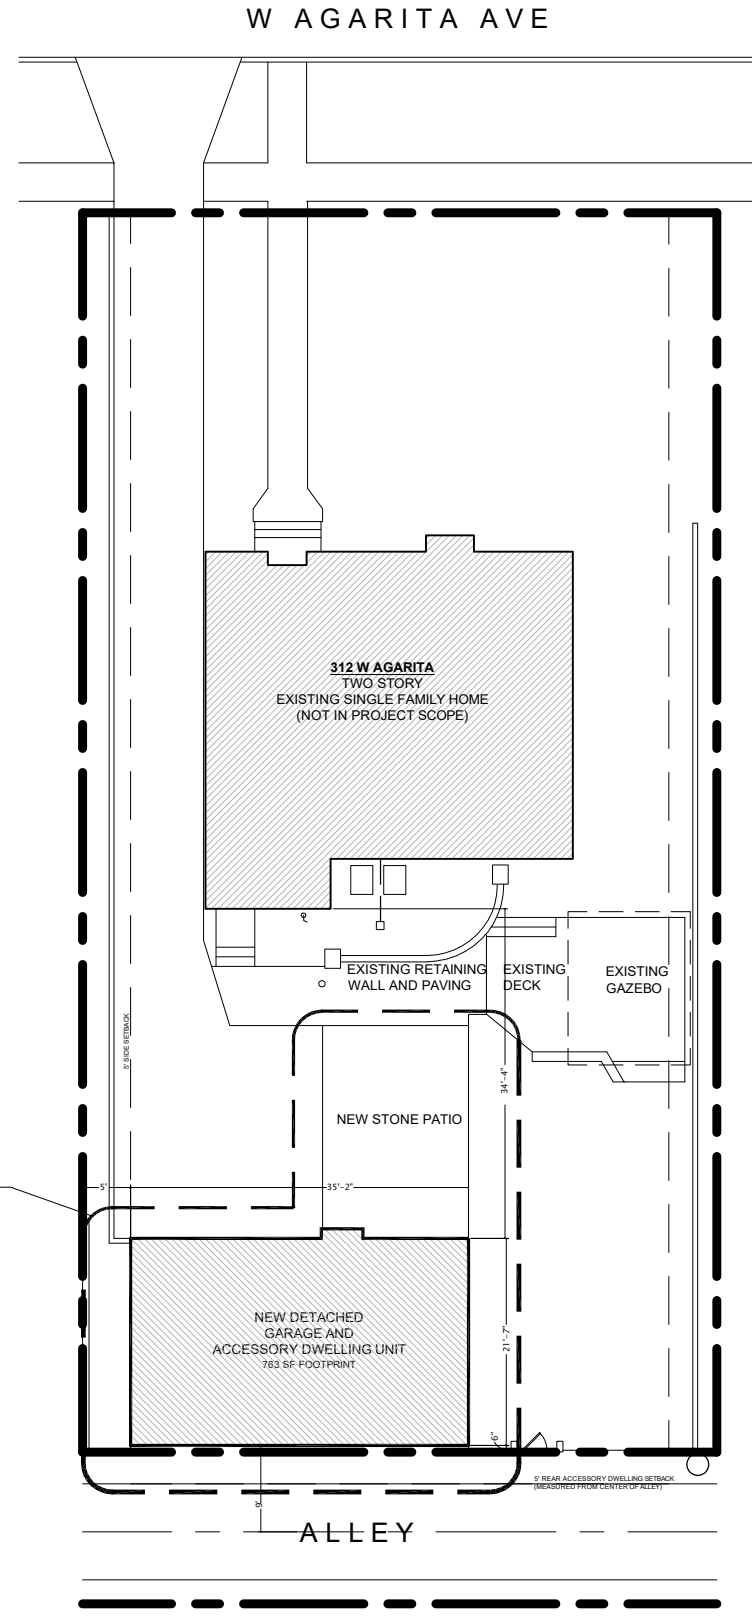 W AGARITA AVE
312 W AGARITA
TWO STORY
EXISTING SINGLE FAMILY HOME
(NOT IN PROJECT SCOPE)
EXISTING RETAINING
WALL AND PAVING
EXISTING
DECK
EXISTING
GAZEBO
5' SIDE SETBACK
34'-4"
NEW STONE PATIO
5'
35'-2"
NEW DETACHED
GARAGE AND
ACCESSORY DWELLING UNIT
763 SF FOOTPRINT
21'-7"
6"
5' REAR ACCESSORY DWELLING SETBACK
(MEASURED FROM CENTER OF ALLEY)
9'
ALLEY